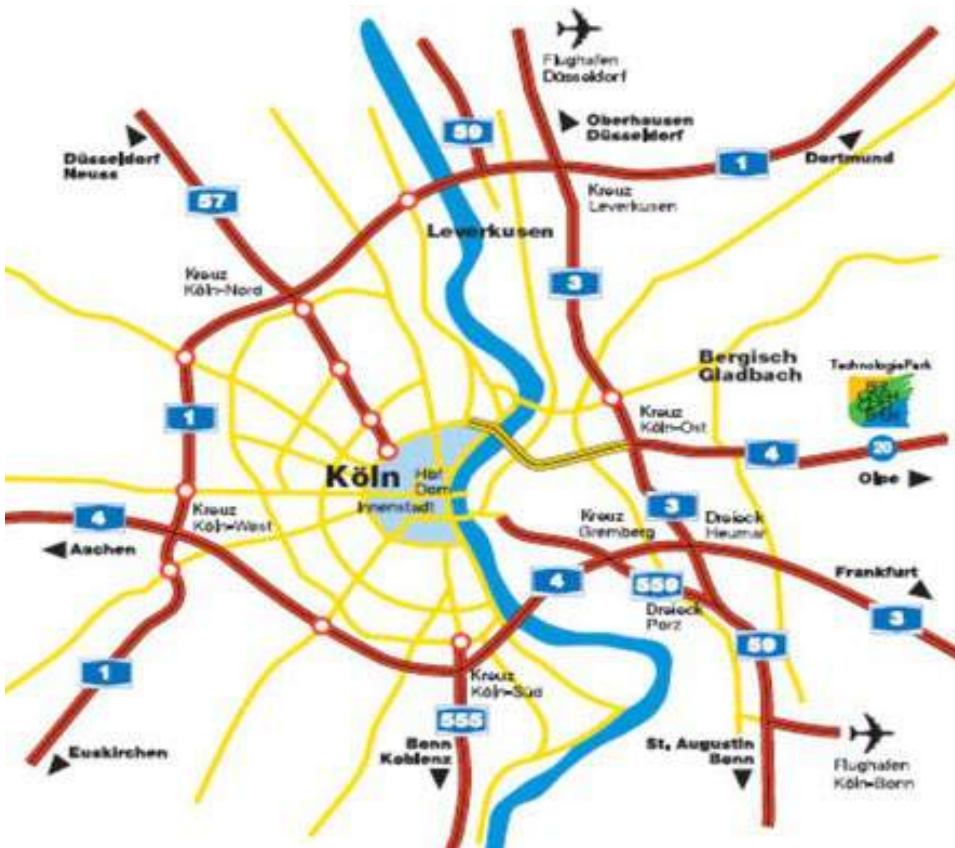 Flughafen
Düsseldorf
Oberhausen
Düsseldorf
59
1
Dortmund
Düsseldorf
Neuss
57
Kreuz
Leverkusen
Leverkusen
Kreuz
Köln-Nord
3
Bergisch
Gladbach
TechnologiePark
1
Kreuz
Köln-Ost
4
20
Olpe
Köln
Hbf
Dom
Innenstadt
4
Kreuz
Köln-West
Aachen
3
Kreuz
Gremberg
Dreieck
Heumar
4
559
Frankfurt
Dreieck
Porz
3
59
1
Kreuz
Köln-Süd
555
Euskirchen
Bonn
Koblenz
St. Augustin
Bonn
Flughafen
Köln-Bonn